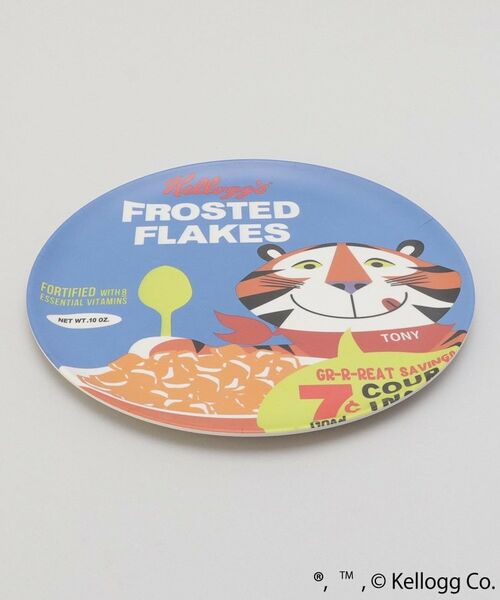 Kellogg's
FROSTED
FLAKES
FORTIFIED WITH 8
ESSENTIAL VITAMINS
NET WT. 10 OZ.
TONY
GR-R-REAT SAVING
7¢ COUP
®, ™, © Kellogg Co.